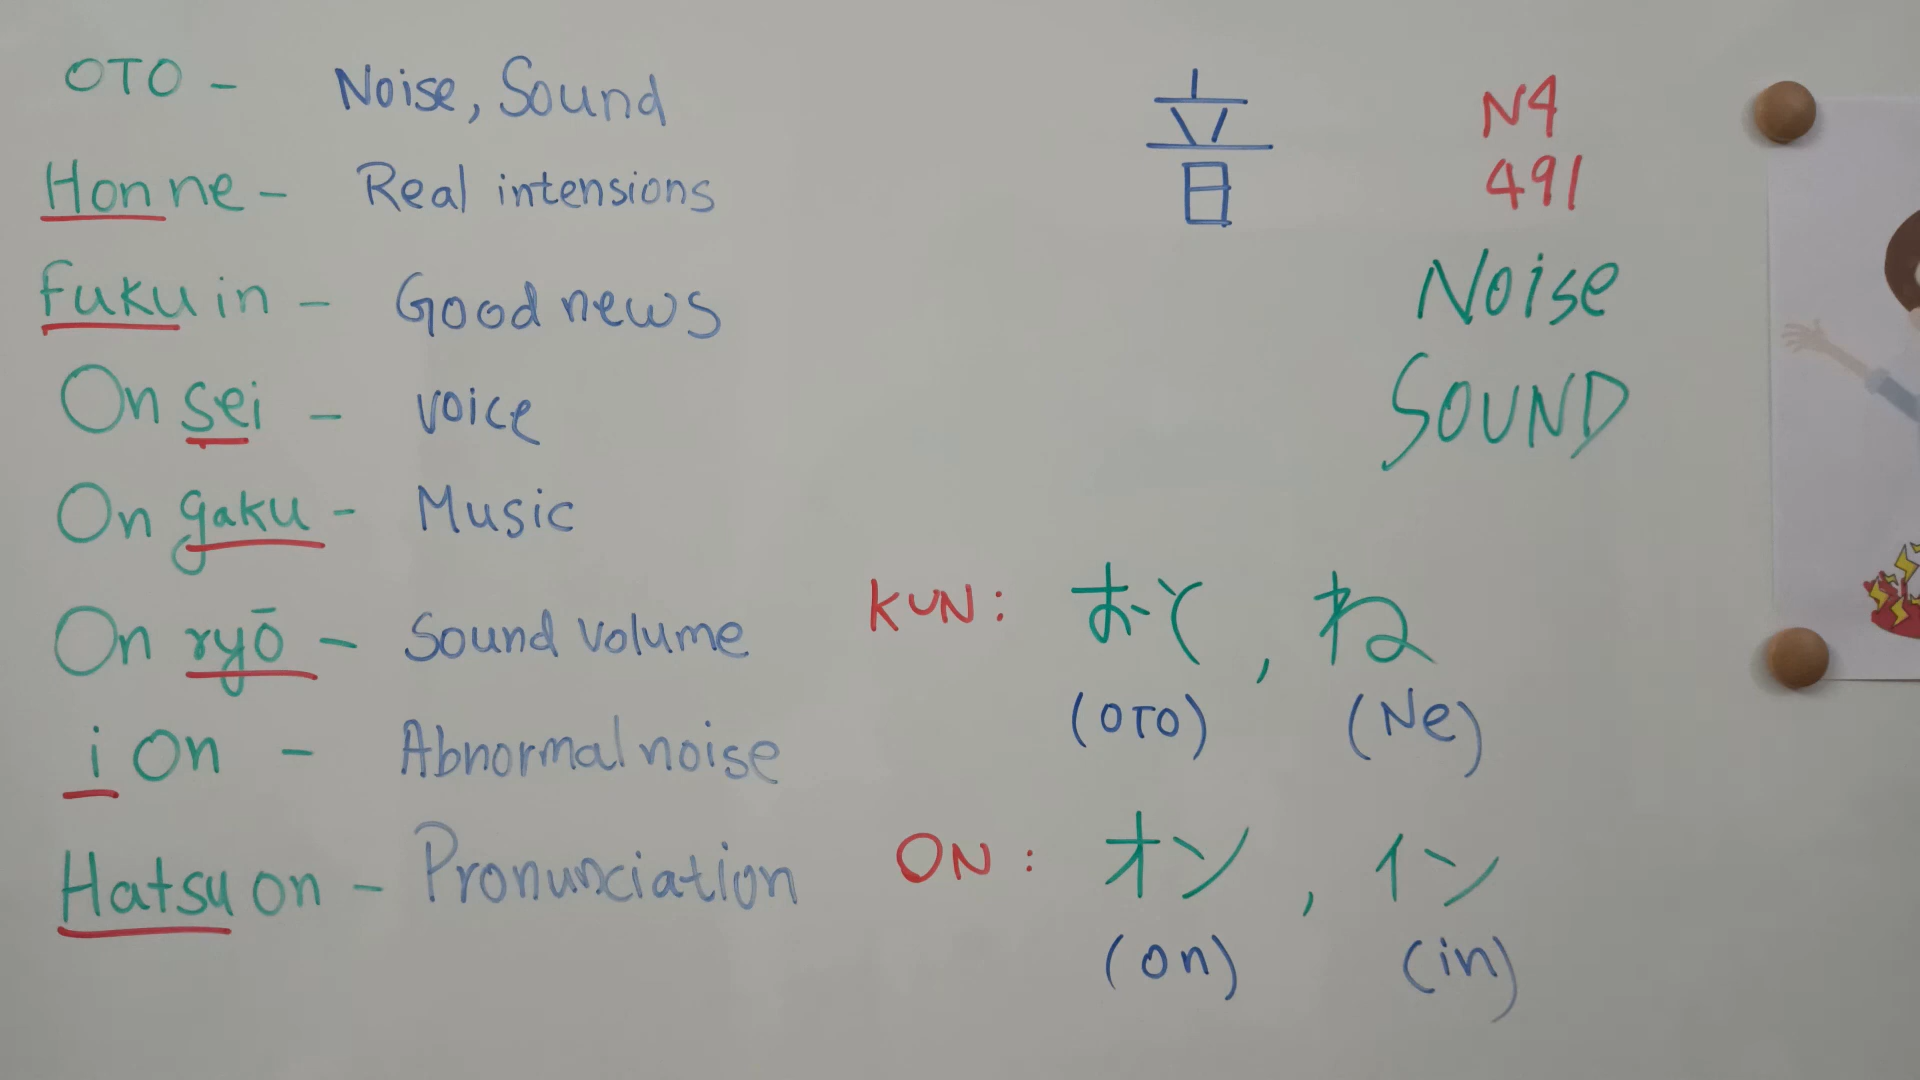 OTO - Noise, Sound
Honne - Real intensions
Fukuin - Good news
On sei - voice
On gaku - Music
On ryō - Sound volume
i On - Abnormal noise
Hatsu on - Pronunciation
音
N4
491
Noise
SOUND
KUN: おと, ね
(OTO) (Ne)
ON: オン, イン
(on) (in)